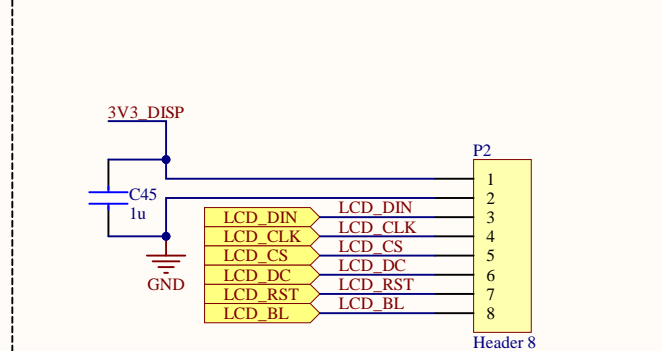 3V3_DISP
P2
C45
1u
GND
LCD_DIN LCD_DIN
LCD_CLK LCD_CLK
LCD_CS LCD_CS
LCD_DC LCD_DC
LCD_RST LCD_RST
LCD_BL LCD_BL
1
2
3
4
5
6
7
8
Header 8